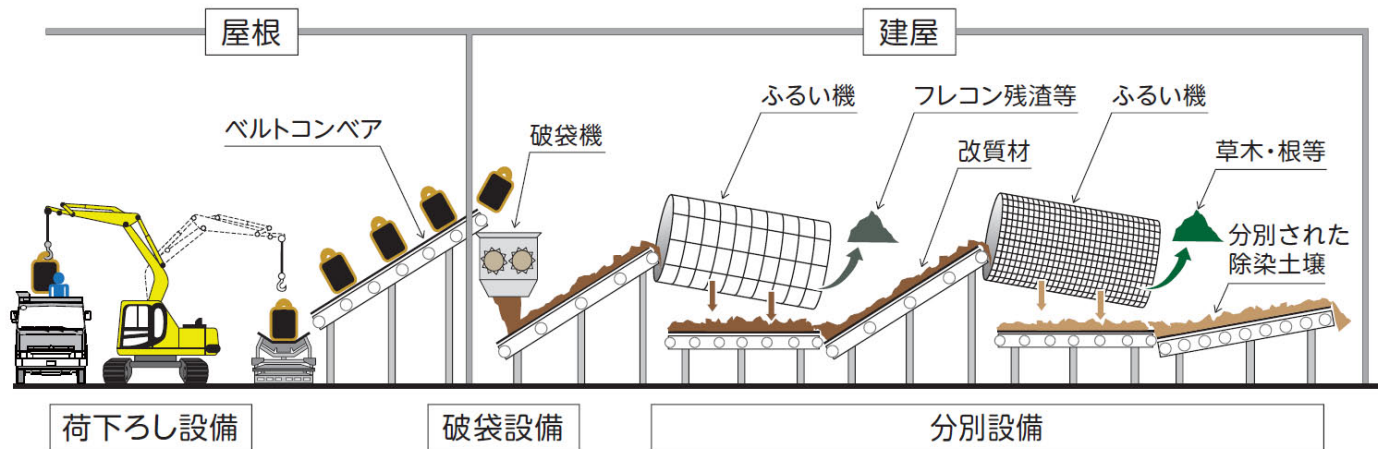 屋根
建屋
ふるい機
フレコン残渣等
ふるい機
ベルトコンベア
破袋機
改質材
草木・根等
分別された
除染土壌
荷下ろし設備
破袋設備
分別設備